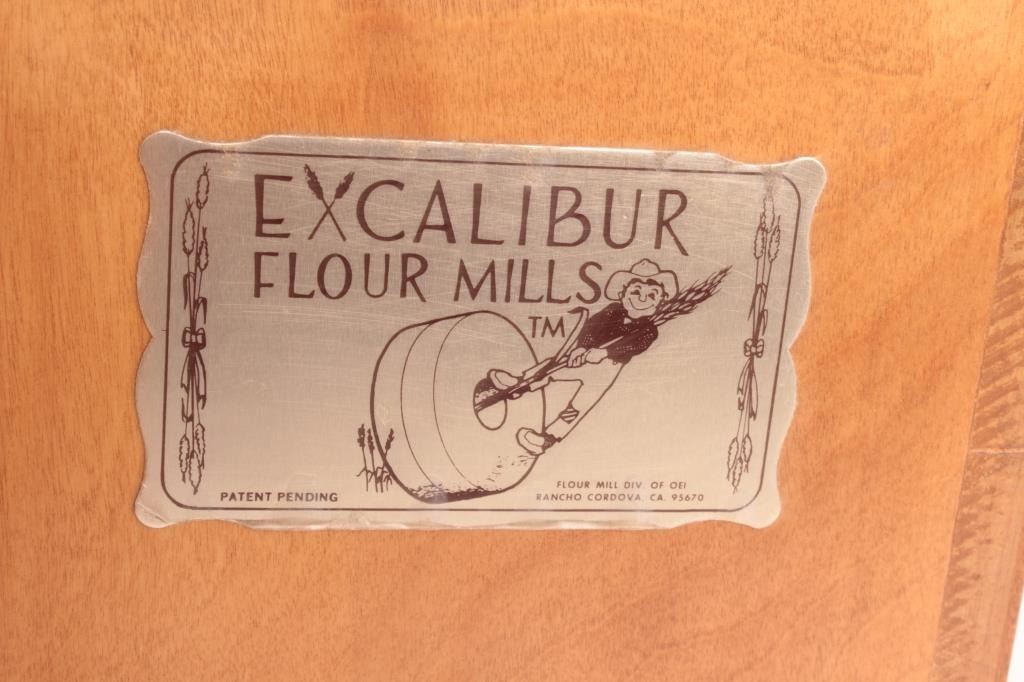 EXCALIBUR
FLOUR MILLS
TM
PATENT PENDING
FLOUR MILL DIV. OF OEI
RANCHO CORDOVA, CA. 95670